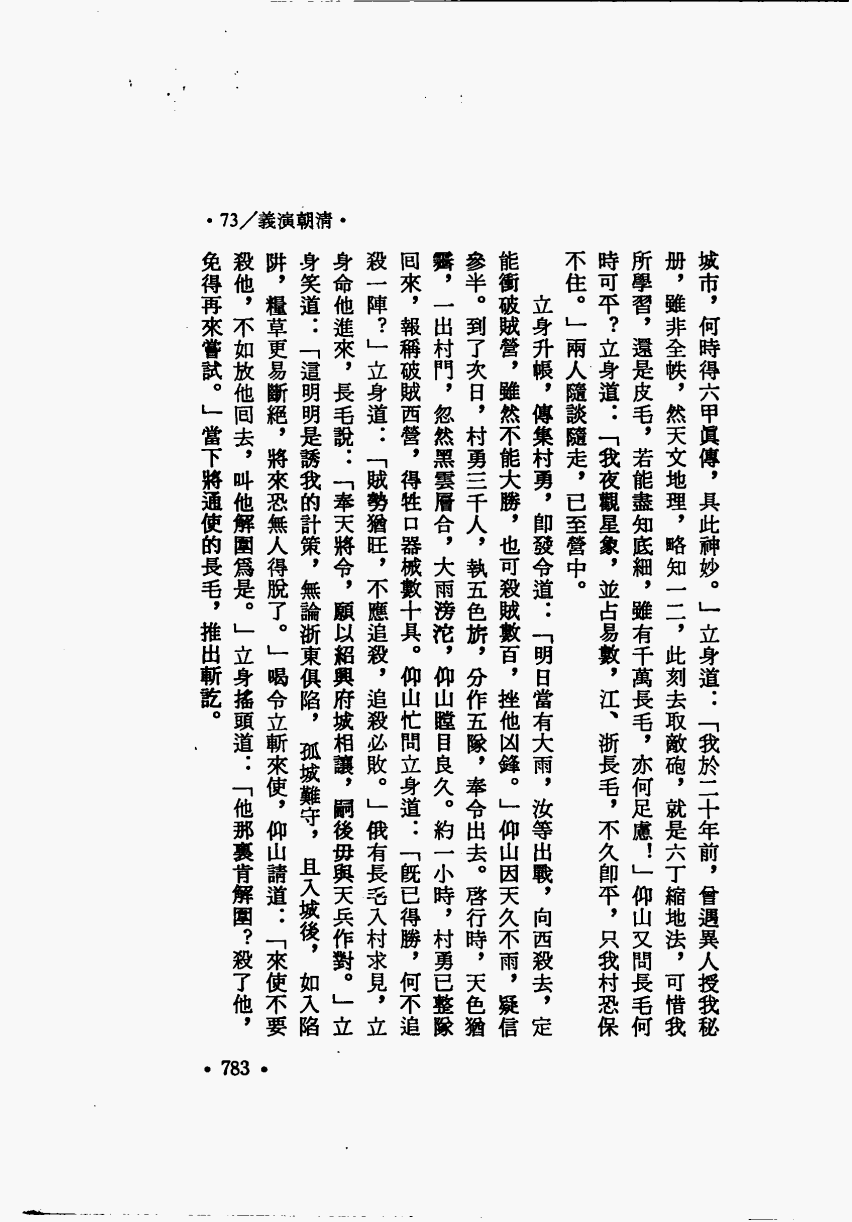 •清朝演義／73•
城市，何時得六甲眞傳，具此神妙。」立身道：「我於二十年前，曾遇異人授我秘
册，雖非全帙，然天文地理，略知一二，此刻去取敵砲，就是六丁縮地法，可惜我
所學習，還是皮毛，若能盡知底細，雖有千萬長毛，亦何足慮！」仰山又問長毛何
時可平？立身道：「我夜觀星象，並占易數，江、浙長毛，不久卽平，只我村恐保
不住。」兩人隨談隨走，已至營中。
立身升帳，傳集村勇，卽發令道：「明日當有大雨，汝等出戰，向西殺去，定
能衝破賊營，雖然不能大勝，也可殺賊數百，挫他凶鋒。」仰山因天久不雨，疑信
參半。到了次日，村勇三千人，執五色旂，分作五隊，奉令出去。啓行時，天色猶
霽，一出村門，忽然黑雲層合，大雨滂沱，仰山瞠目良久。約一小時，村勇已整隊
回來，報稱破賊西營，得牲口器械數十具。仰山忙問立身道：「旣已得勝，何不追
殺一陣？」立身道：「賊勢猶旺，不應追殺，追殺必敗。」俄有長毛入村求見，立
身命他進來，長毛說：「奉天將令，願以紹興府城相讓，嗣後毋與天兵作對。」立
身笑道：「這明明是誘我的計策，無論浙東俱陷，孤城難守，且入城後，如入陷
阱，糧草更易斷絕，將來恐無人得脫了。」喝令立斬來使，仰山請道：「來使不要
殺他，不如放他回去，叫他解圍爲是。」立身搖頭道：「他那裏肯解圍？殺了他，
免得再來嘗試。」當下將通使的長毛，推出斬訖。
•783•